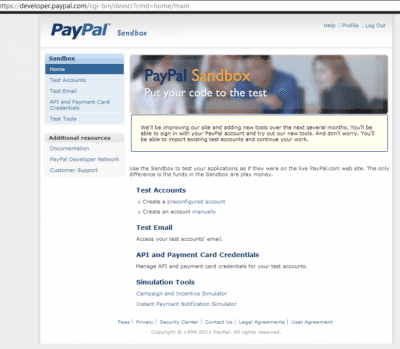 https://developer.paypal.com/cgi-bin/devscr?cmd=home/main
PayPal Sandbox
Help | Profile | Log Out
Sandbox
Home
Test Accounts
Test Email
API and Payment Card
Credentials
Test Tools
Additional resources
Documentation
PayPal Developer Network
Customer Support
PayPal Sandbox
Put your code to the test
We'll be improving our site and adding new tools over the next several months. You'll
be able to sign in with your PayPal account and try out our new tools. And don't worry. You'll
be able to import existing test accounts and continue your work.
Use the Sandbox to test your applications as if they were on the live PayPal.com web site. The only
difference is the funds in the Sandbox are play money.
Test Accounts
› Create a preconfigured account
› Create an account manually
Test Email
Access your test accounts' email.
API and Payment Card Credentials
Manage API and payment card credentials for your test accounts.
Simulation Tools
Campaign and Incentive Simulator
Instant Payment Notification Simulator
Fees | Privacy | Security Center | Contact Us | Legal Agreements | User Agreement
Copyright © 1999-2011 PayPal. All rights reserved.